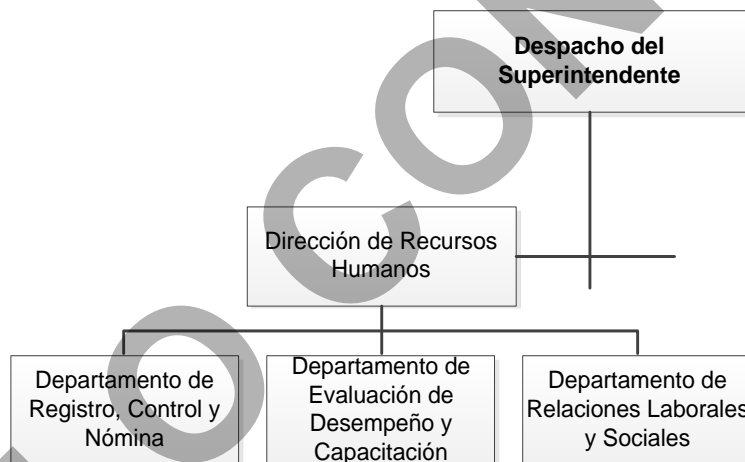 Despacho del
Superintendente
Dirección de Recursos
Humanos
Departamento de
Registro, Control y
Nómina
Departamento de
Evaluación de
Desempeño y
Capacitación
Departamento de
Relaciones Laborales
y Sociales